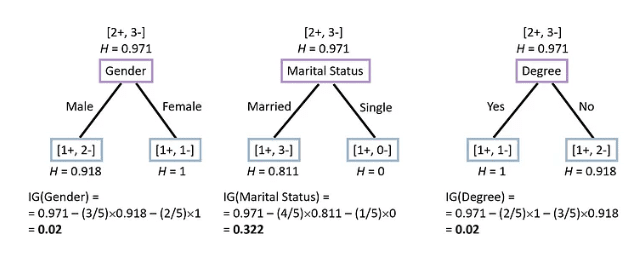 [2+, 3-]
H = 0.971
Gender
Male
Female
[1+, 2-]
[1+, 1-]
H = 0.918
H = 1
IG(Gender) =
= 0.971 – (3/5)×0.918 – (2/5)×1
= 0.02
[2+, 3-]
H = 0.971
Marital Status
Married
Single
[1+, 3-]
[1+, 0-]
H = 0.811
H = 0
IG(Marital Status) =
= 0.971 – (4/5)×0.811 – (1/5)×0
= 0.322
[2+, 3-]
H = 0.971
Degree
Yes
No
[1+, 1-]
[1+, 2-]
H = 1
H = 0.918
IG(Degree) =
= 0.971 – (2/5)×1 – (3/5)×0.918
= 0.02